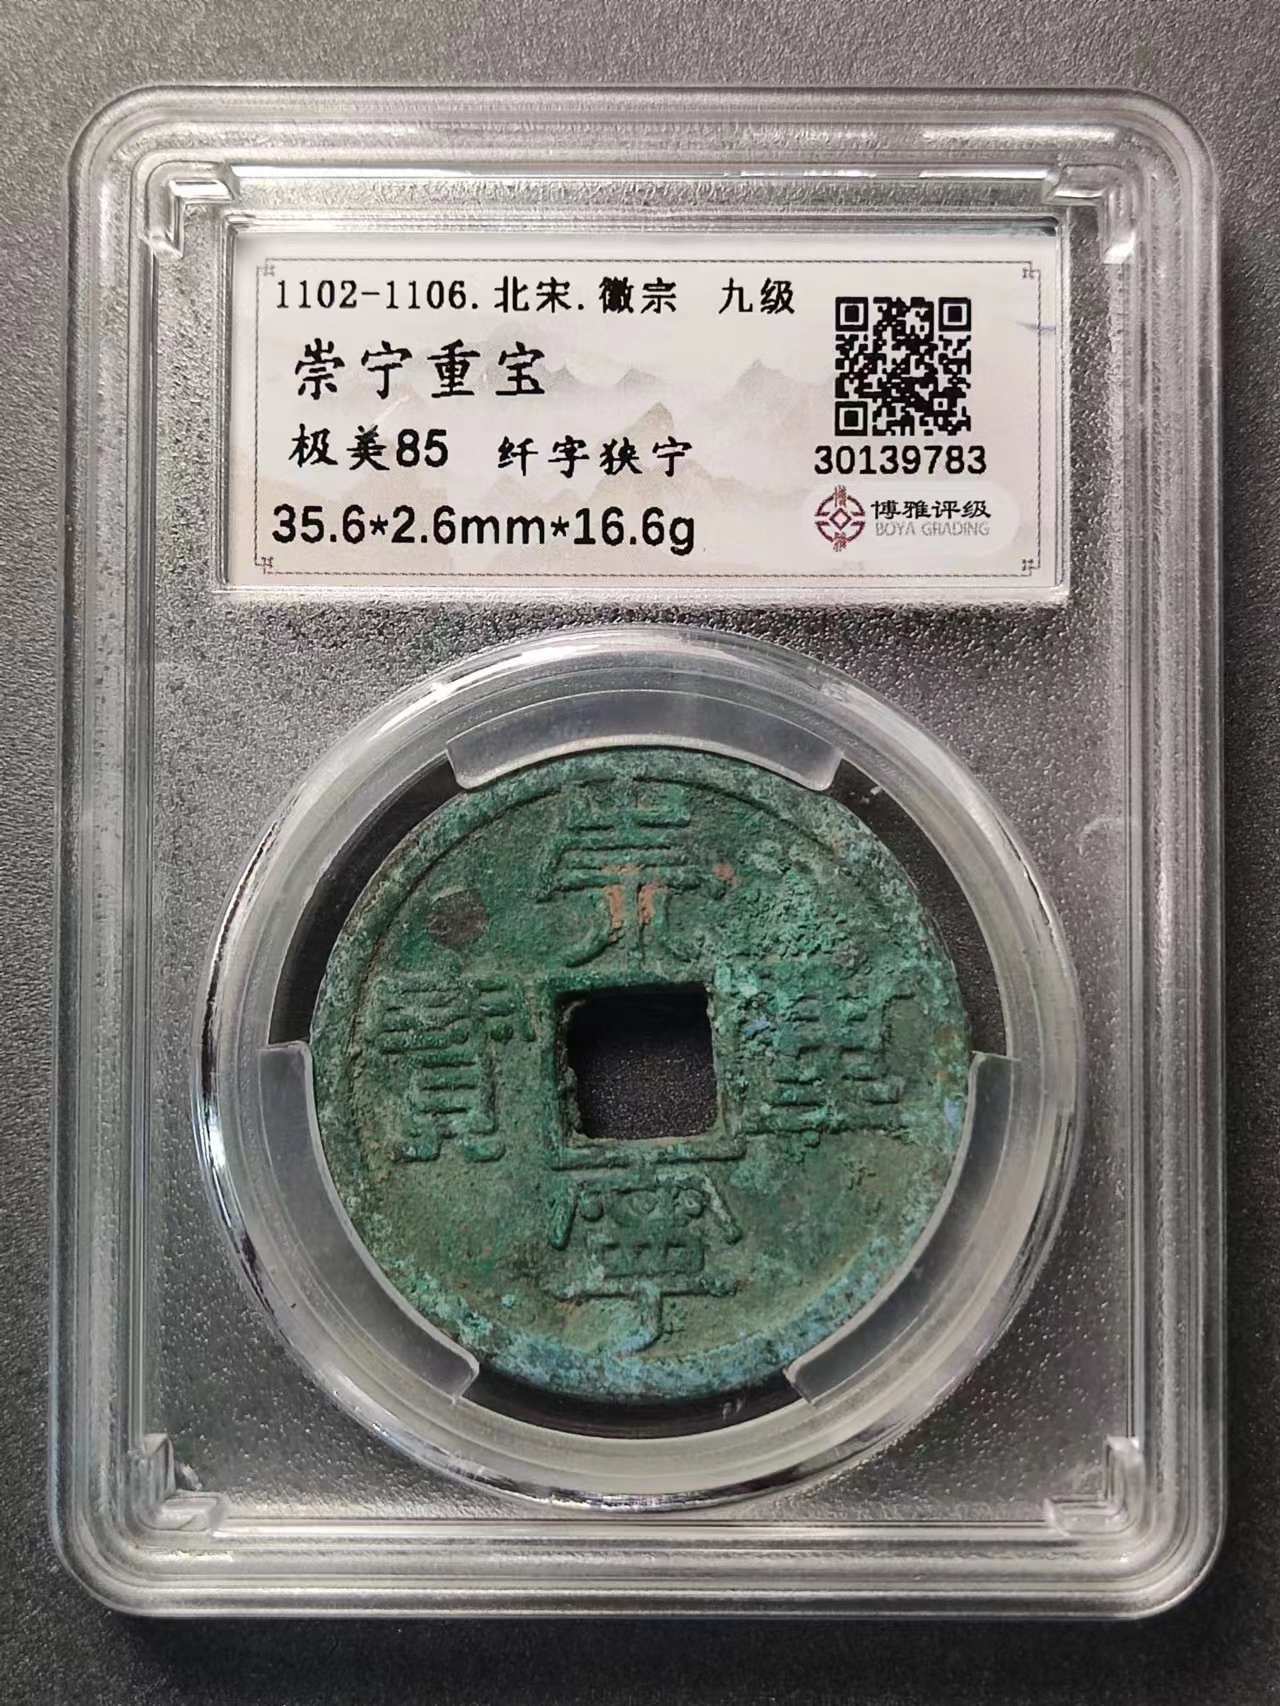 1102-1106.北宋.徽宗 九级
崇宁重宝
极美85 纤字狭宁
35.6*2.6mm*16.6g
30139783
博雅评级
BOYA GRADING
崇
寶 重
寧